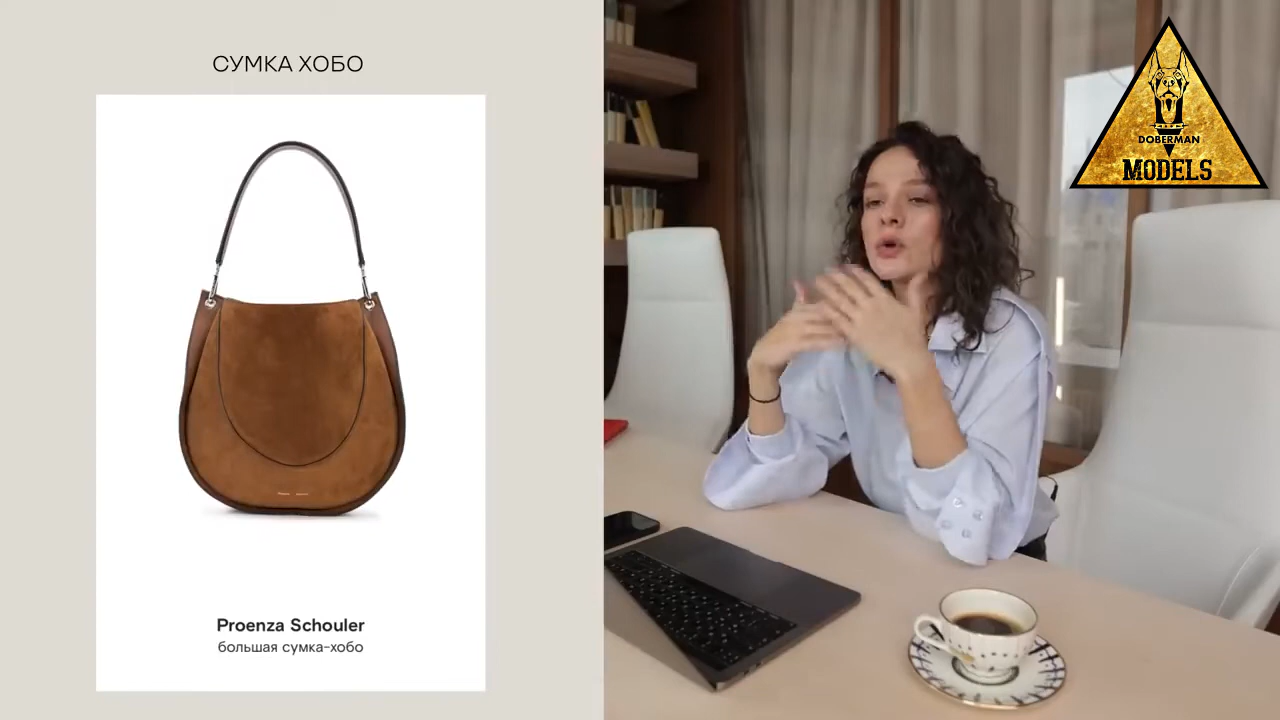 СУМКА ХОБО
Proenza Schouler
большая сумка-хобо
DOBERMAN
MODELS